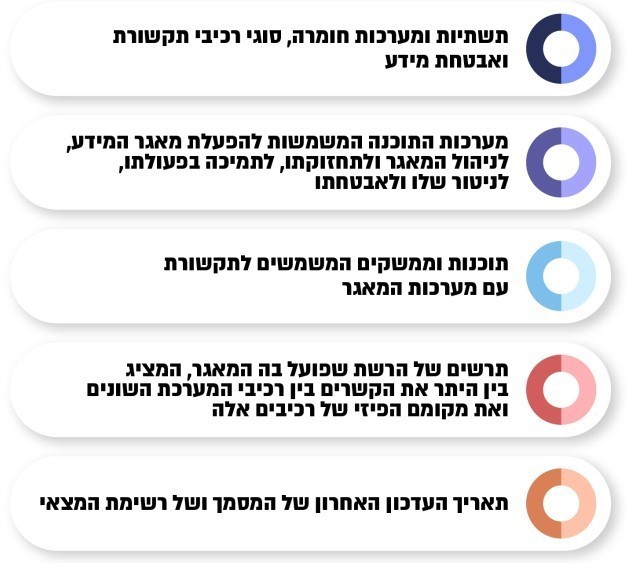 תשתיות ומערכות חומרה, סוגי רכיבי תקשורת
ואבטחת מידע
מערכות התוכנה המשמשות להפעלת מאגר המידע,
לניהול המאגר ולתחזוקתו, לתמיכה בפעולתו,
לניטור שלו ולאבטחתו
תוכנות וממשקים המשמשים לתקשורת
עם מערכות המאגר
תרשים של הרשת שפועל בה המאגר, המציג
בין היתר את הקשרים בין רכיבי המערכת השונים
ואת מקומם הפיזי של רכיבים אלה
תאריך העדכון האחרון של המסמך ושל רשימת המצאי